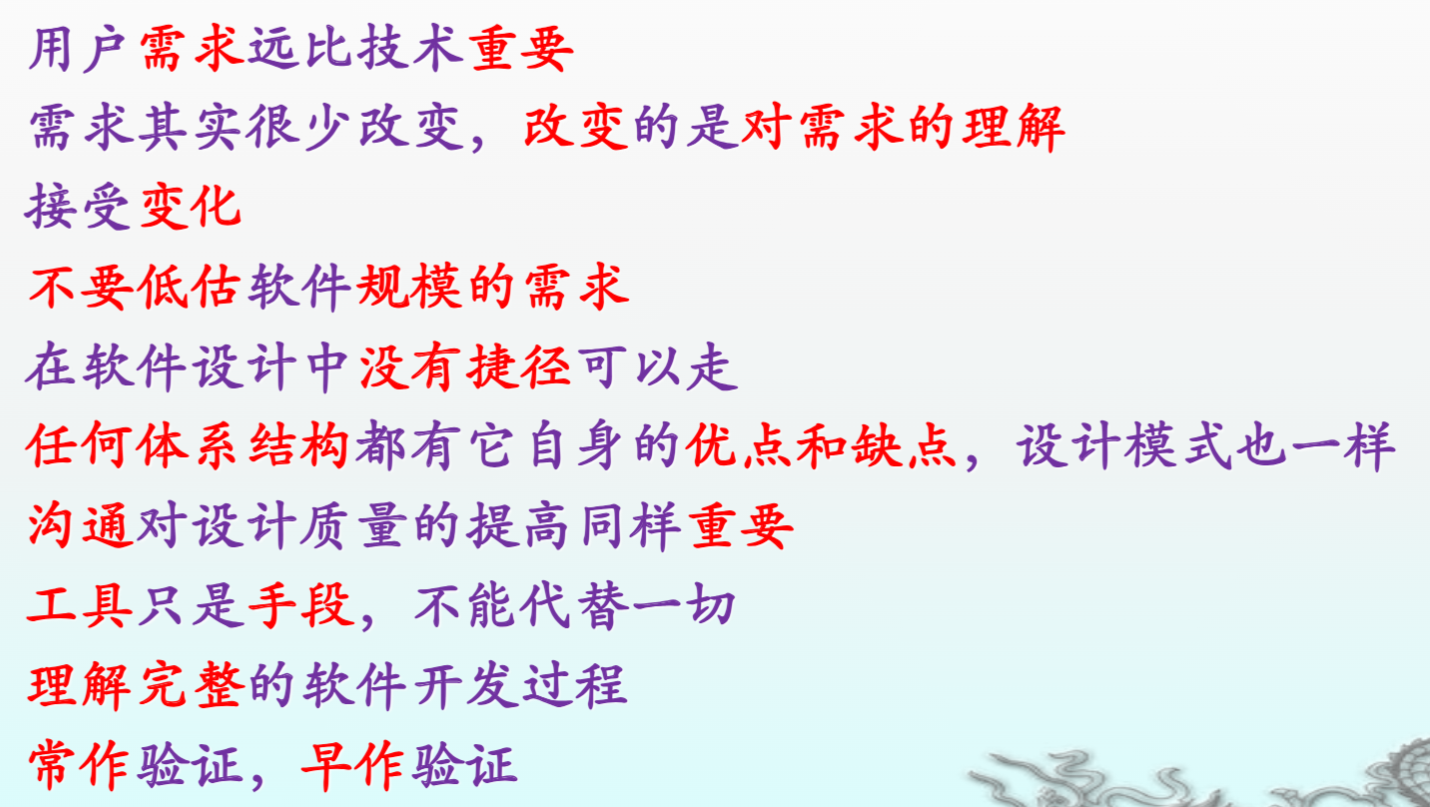 用户需求远比技术重要
需求其实很少改变，改变的是对需求的理解
接受变化
不要低估软件规模的需求
在软件设计中没有捷径可以走
任何体系结构都有它自身的优点和缺点，设计模式也一样
沟通对设计质量的提高同样重要
工具只是手段，不能代替一切
理解完整的软件开发过程
常作验证，早作验证